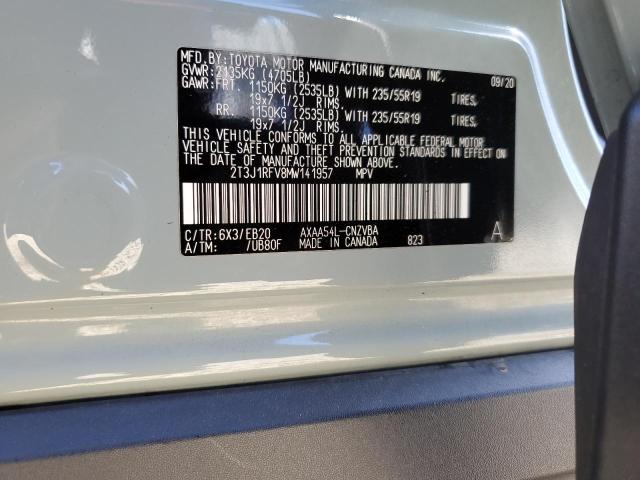 MFD. BY: TOYOTA MOTOR MANUFACTURING CANADA INC.
GVWR: 2135KG (4705LB) 09/20
GAWR: FRT. 1150KG (2535LB) WITH 235/55R19 TIRES.
19x7 1/2J RIMS.
RR. 1150KG (2535LB) WITH 235/55R19 TIRES.
19x7 1/2J RIMS.
THIS VEHICLE CONFORMS TO ALL APPLICABLE FEDERAL MOTOR
VEHICLE SAFETY AND THEFT PREVENTION STANDARDS IN EFFECT
ON THE DATE OF MANUFACTURE SHOWN ABOVE.
2T3J1RFV8MW141957 MPV
C/TR: 6X3/EB20 AXAA54L-CNZVBA A
A/TM: /UB80F MADE IN CANADA 823